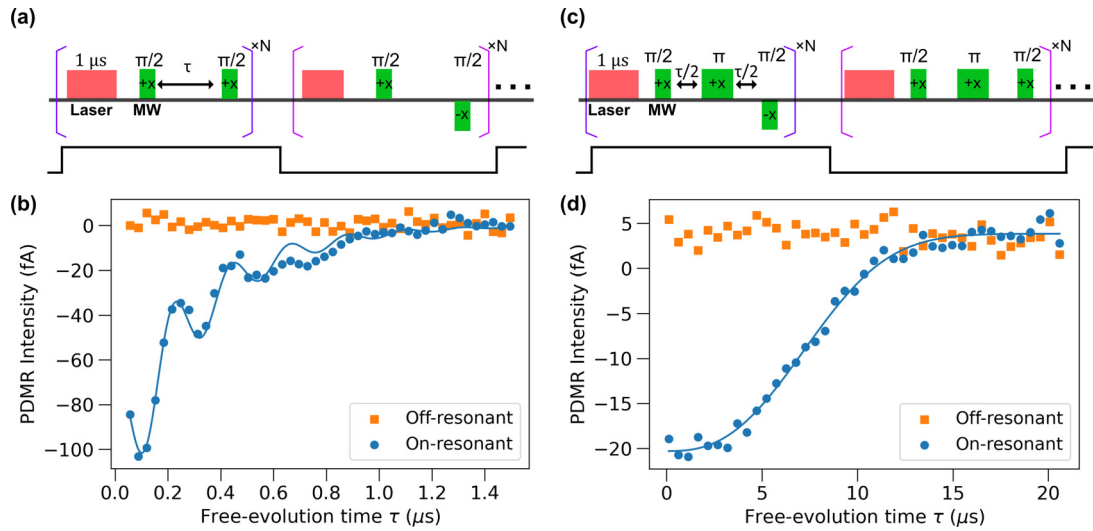 (a)
×N
×N
1 μs π/2 τ π/2 π/2 π/2
+x +x +x
Laser MW -x
(c)
×N
×N
1 μs π/2 τ/2 π τ/2 π/2 π/2 π π/2
+x +x +x +x +x
Laser MW -x
(b)
PDMR Intensity (fA)
0
−20
−40
−60
−80
−100
Off-resonant
On-resonant
0.0 0.2 0.4 0.6 0.8 1.0 1.2 1.4
Free-evolution time τ (μs)
(d)
PDMR Intensity (fA)
5
0
−5
−10
−15
−20
Off-resonant
On-resonant
0 5 10 15 20
Free-evolution time τ (μs)